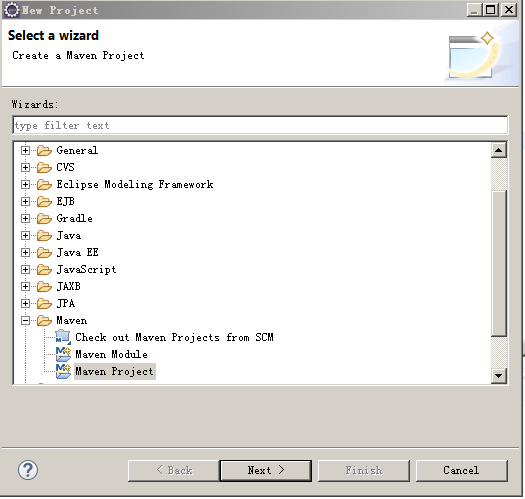 New Project
Select a wizard
Create a Maven Project
Wizards:
type filter text
General
CVS
Eclipse Modeling Framework
EJB
Gradle
Java
Java EE
JavaScript
JAXB
JPA
Maven
Check out Maven Projects from SCM
Maven Module
Maven Project
?
< Back
Next >
Finish
Cancel